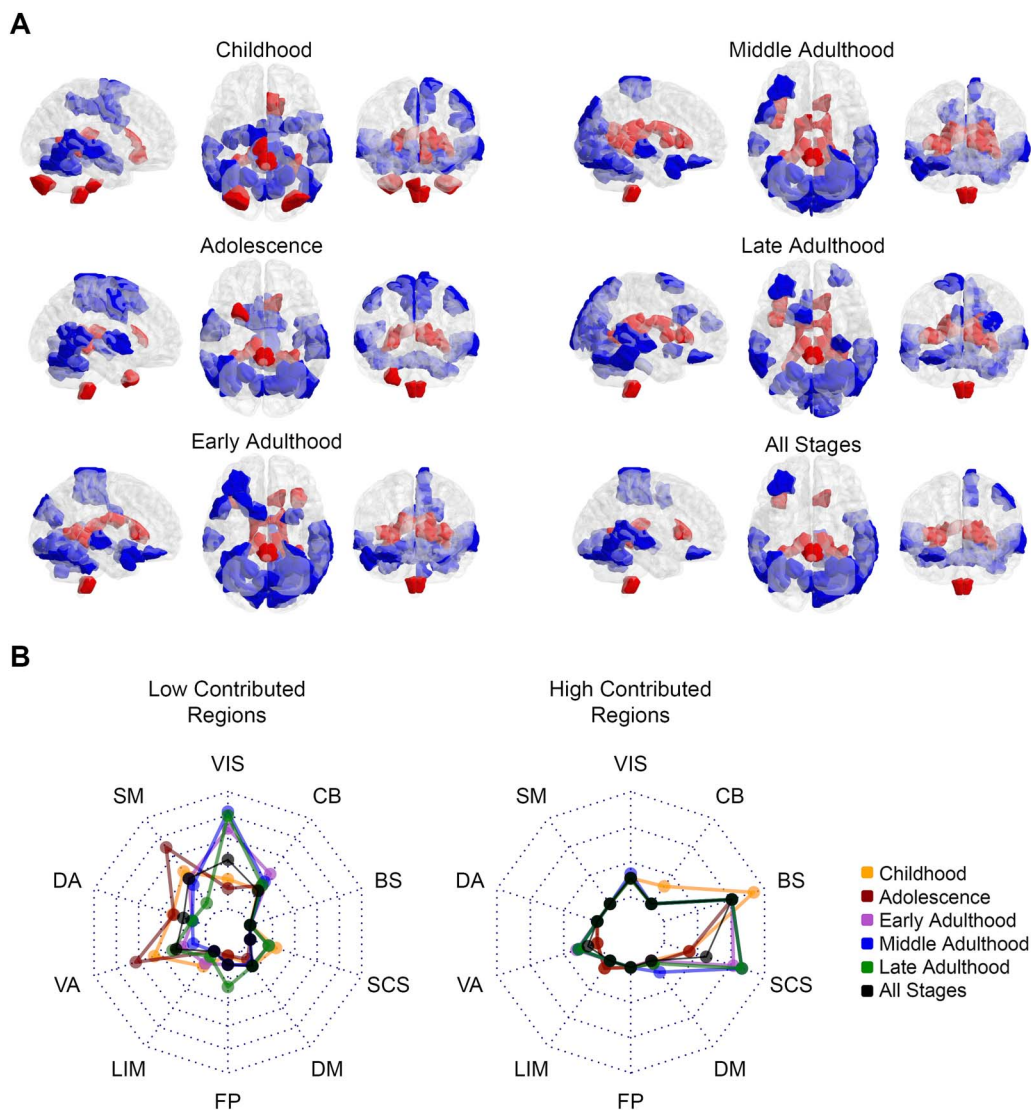 A
Childhood
Middle Adulthood
Adolescence
Late Adulthood
Early Adulthood
All Stages
B
Low Contributed
Regions
High Contributed
Regions
VIS
SM
CB
DA
BS
VA
SCS
LIM
DM
FP
VIS
SM
CB
DA
BS
VA
SCS
LIM
DM
FP
Childhood
Adolescence
Early Adulthood
Middle Adulthood
Late Adulthood
All Stages